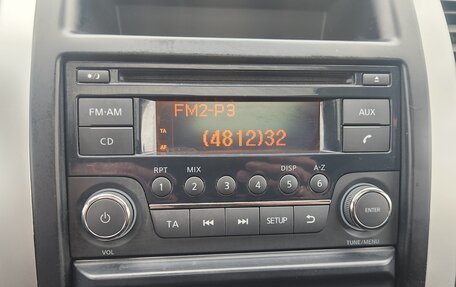 FM2-P3
TA
(4812)32
AF
FM·AM
AUX
CD
RPT MIX DISP A-Z
1 2 3 4 5 6
TA SETUP
ENTER
VOL
TUNE/MENU